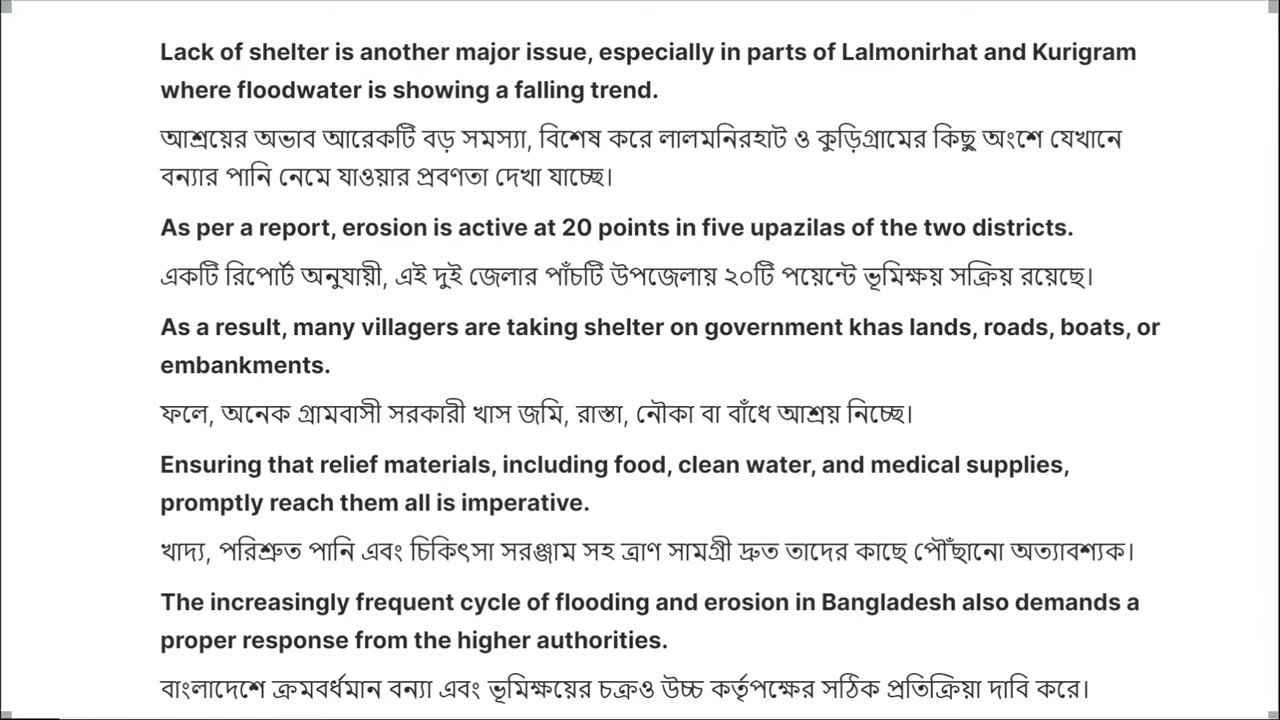 Lack of shelter is another major issue, especially in parts of Lalmonirhat and Kurigram
where floodwater is showing a falling trend.
আশ্রয়ের অভাব আরেকটি বড় সমস্যা, বিশেষ করে লালমনিরহাট ও কুড়িগ্রামের কিছু অংশে যেখানে
বন্যার পানি নেমে যাওয়ার প্রবণতা দেখা যাচ্ছে।
As per a report, erosion is active at 20 points in five upazilas of the two districts.
একটি রিপোর্ট অনুযায়ী, এই দুই জেলার পাঁচটি উপজেলায় ২০টি পয়েন্টে ভূমিক্ষয় সক্রিয় রয়েছে।
As a result, many villagers are taking shelter on government khas lands, roads, boats, or
embankments.
ফলে, অনেক গ্রামবাসী সরকারী খাস জমি, রাস্তা, নৌকা বা বাঁধে আশ্রয় নিচ্ছে।
Ensuring that relief materials, including food, clean water, and medical supplies,
promptly reach them all is imperative.
খাদ্য, পরিশ্রুত পানি এবং চিকিৎসা সরঞ্জাম সহ ত্রাণ সামগ্রী দ্রুত তাদের কাছে পৌঁছানো অত্যাবশ্যক।
The increasingly frequent cycle of flooding and erosion in Bangladesh also demands a
proper response from the higher authorities.
বাংলাদেশে ক্রমবর্ধমান বন্যা এবং ভূমিক্ষয়ের চক্রও উচ্চ কর্তৃপক্ষের সঠিক প্রতিক্রিয়া দাবি করে।